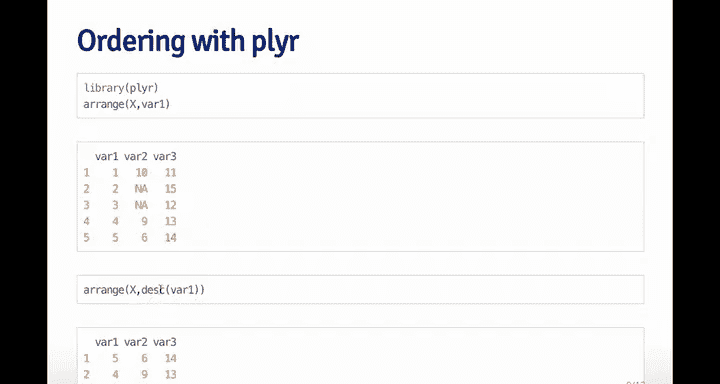 Ordering with plyr
library(plyr)
arrange(X,var1)
var1 var2 var3
1 1 10 11
2 2 NA 15
3 3 NA 12
4 4 9 13
5 5 6 14
arrange(X,desc(var1))
var1 var2 var3
1 5 6 14
2 4 9 13